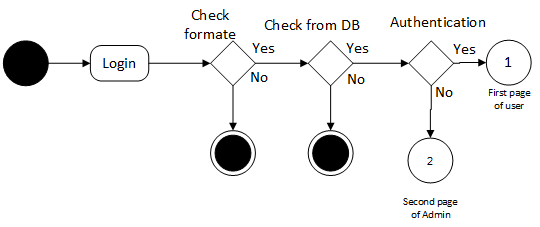 Check
formate
Check from DB
Authentication
Login
Yes
No
Yes
No
Yes
No
1
First page
of user
2
Second page
of Admin